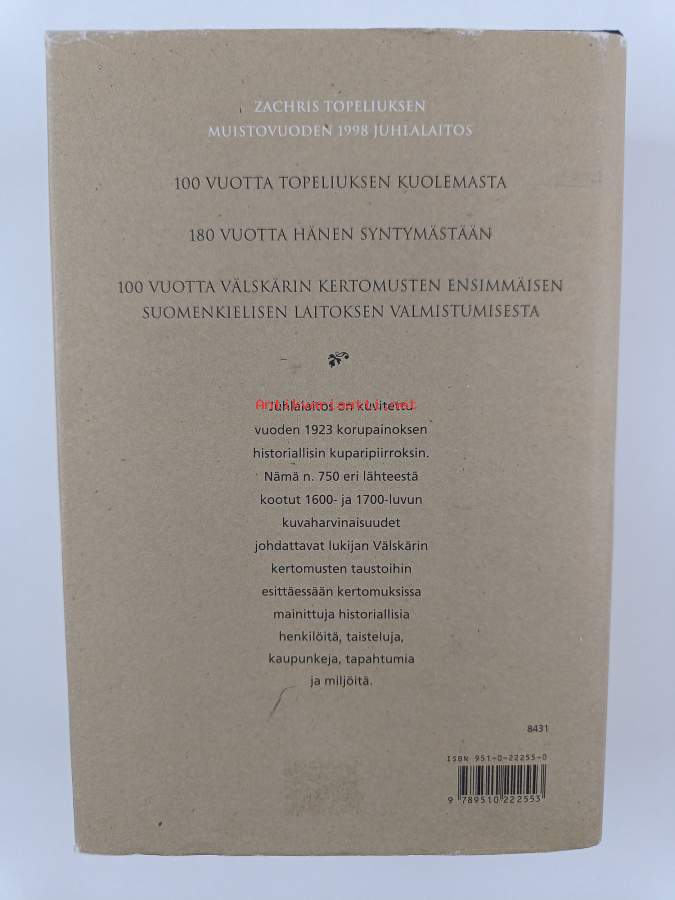 ZACHRIS TOPELIUKSEN
MUISTOVUODEN 1998 JUHLALAITOS
100 VUOTTA TOPELIUKSEN KUOLEMASTA
180 VUOTTA HÄNEN SYNTYMÄSTÄÄN
100 VUOTTA VÄLSKÄRIN KERTOMUSTEN ENSIMMÄISEN
SUOMENKIELISEN LAITOKSEN VALMISTUMISESTA
Antikvariaatti.net
Juhlalaitos on kuvitettu
vuoden 1923 korupainoksen
historiallisin kuparipiirroksin.
Nämä n. 750 eri lähteestä
kootut 1600- ja 1700-luvun
kuvaharvinaisuudet
johdattavat lukijan Välskärin
kertomusten taustoihin
esittäessään kertomuksissa
mainittuja historiallisia
henkilöitä, taisteluja,
kaupunkeja, tapahtumia
ja miljöitä.
8431
ISBN 951-0-22255-0
9 789510 222553